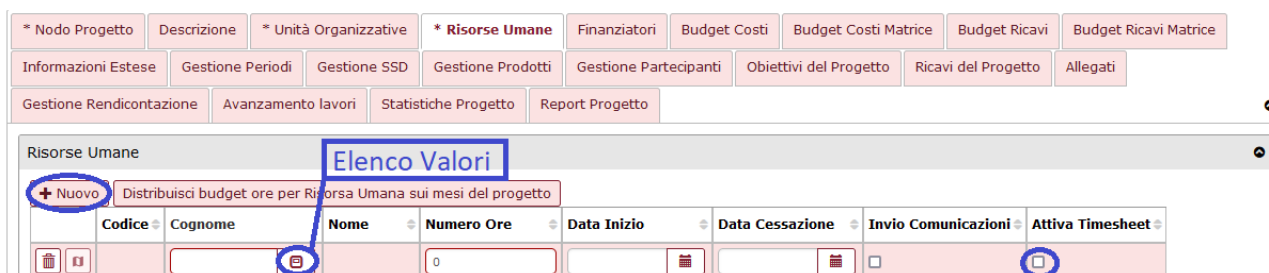 * Nodo Progetto Descrizione * Unità Organizzative * Risorse Umane Finanziatori Budget Costi Budget Costi Matrice Budget Ricavi Budget Ricavi Matrice
Informazioni Estese Gestione Periodi Gestione SSD Gestione Prodotti Gestione Partecipanti Obiettivi del Progetto Ricavi del Progetto Allegati
Gestione Rendicontazione Avanzamento lavori Statistiche Progetto Report Progetto
Risorse Umane
Elenco Valori
+ Nuovo Distribuisci budget ore per Risorsa Umana sui mesi del progetto
Codice Cognome Nome Numero Ore Data Inizio Data Cessazione Invio Comunicazioni Attiva Timesheet
0